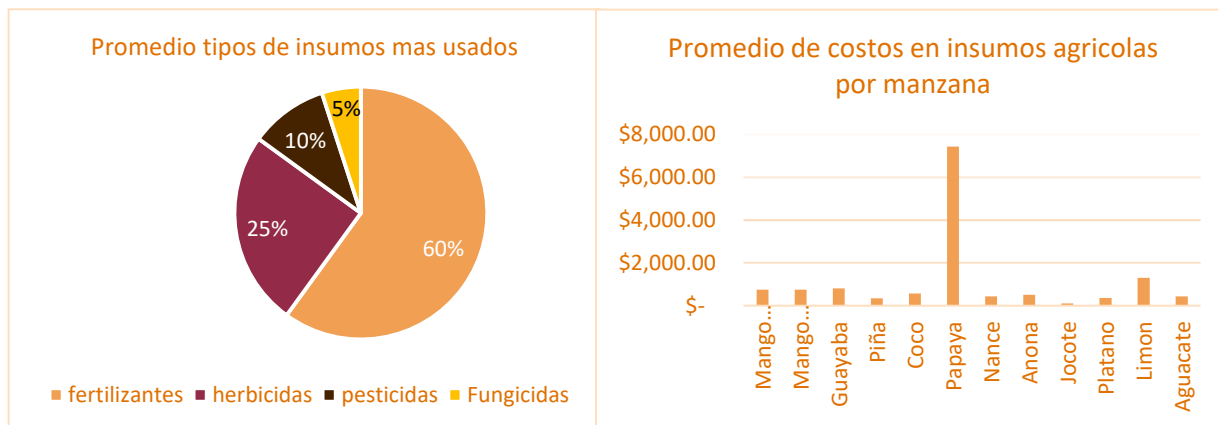 Promedio tipos de insumos mas usados
5%
10%
25%
60%
fertilizantes herbicidas pesticidas Fungicidas
Promedio de costos en insumos agricolas
por manzana
$8,000.00
$6,000.00
$4,000.00
$2,000.00
$-
Mango...
Mango...
Guayaba
Piña
Coco
Papaya
Nance
Anona
Jocote
Platano
Limon
Aguacate